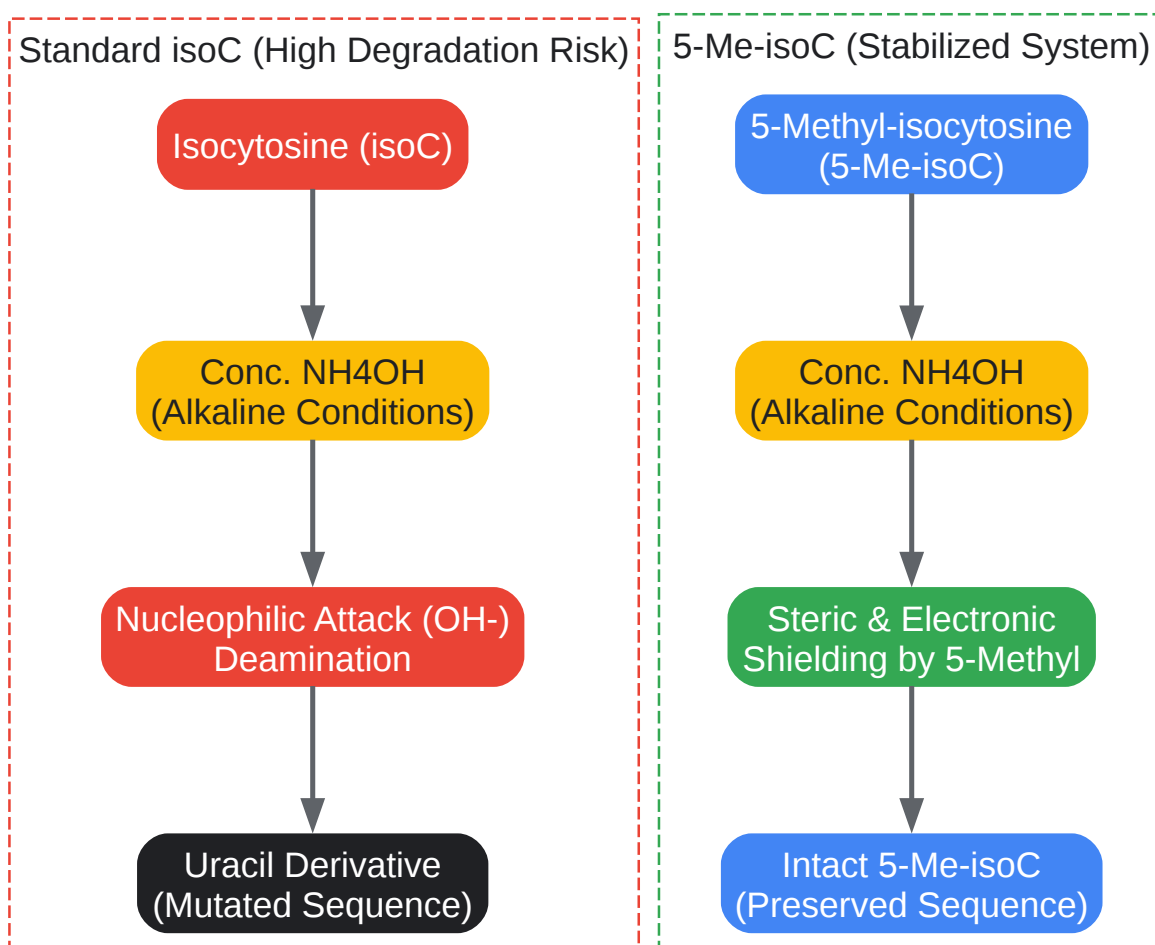 Standard isoC (High Degradation Risk)
Isocytosine (isoC)
Conc. NH4OH
(Alkaline Conditions)
Nucleophilic Attack (OH-)
Deamination
Uracil Derivative
(Mutated Sequence)
5-Me-isoC (Stabilized System)
5-Methyl-isocytosine
(5-Me-isoC)
Conc. NH4OH
(Alkaline Conditions)
Steric & Electronic
Shielding by 5-Methyl
Intact 5-Me-isoC
(Preserved Sequence)